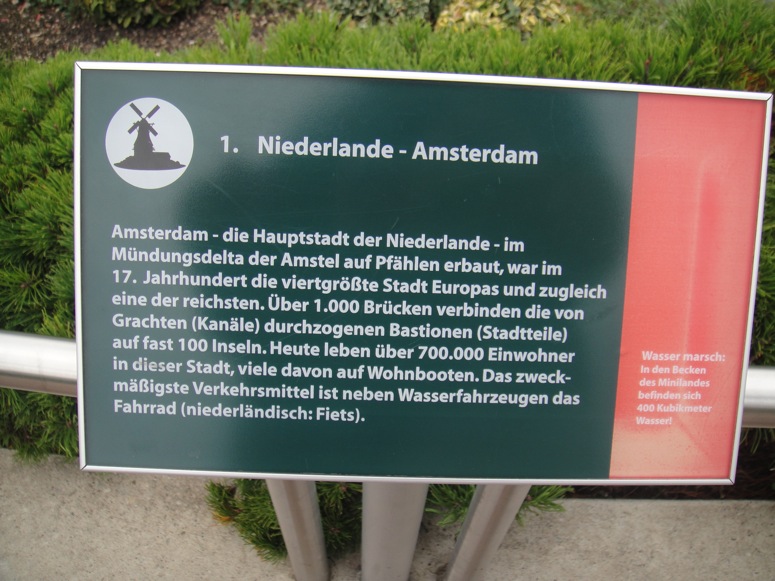 1. Niederlande - Amsterdam
Amsterdam - die Hauptstadt der Niederlande - im
Mündungsdelta der Amstel auf Pfählen erbaut, war im
17. Jahrhundert die viertgrößte Stadt Europas und zugleich
eine der reichsten. Über 1.000 Brücken verbinden die von
Grachten (Kanäle) durchzogenen Bastionen (Stadtteile)
auf fast 100 Inseln. Heute leben über 700.000 Einwohner
in dieser Stadt, viele davon auf Wohnbooten. Das zweck-
mäßigste Verkehrsmittel ist neben Wasserfahrzeugen das
Fahrrad (niederländisch: Fiets).
Wasser marsch:
In den Becken
des Minilandes
befinden sich
400 Kubikmeter
Wasser!